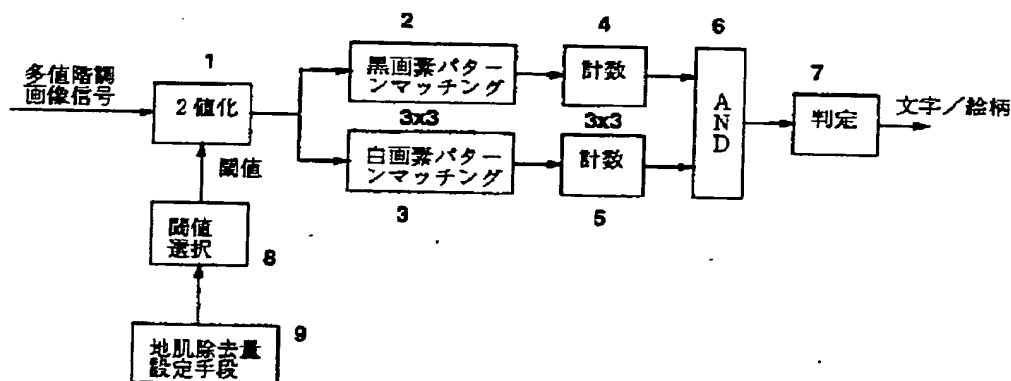 多値階調
画像信号
1
2値化
閾値
閾値
選択
8
地肌除去量
設定手段
9
2
黒画素パター
ンマッチング
3x3
白画素パター
ンマッチング
3
4
計数
3x3
計数
5
6
AND
7
判定
文字/絵柄